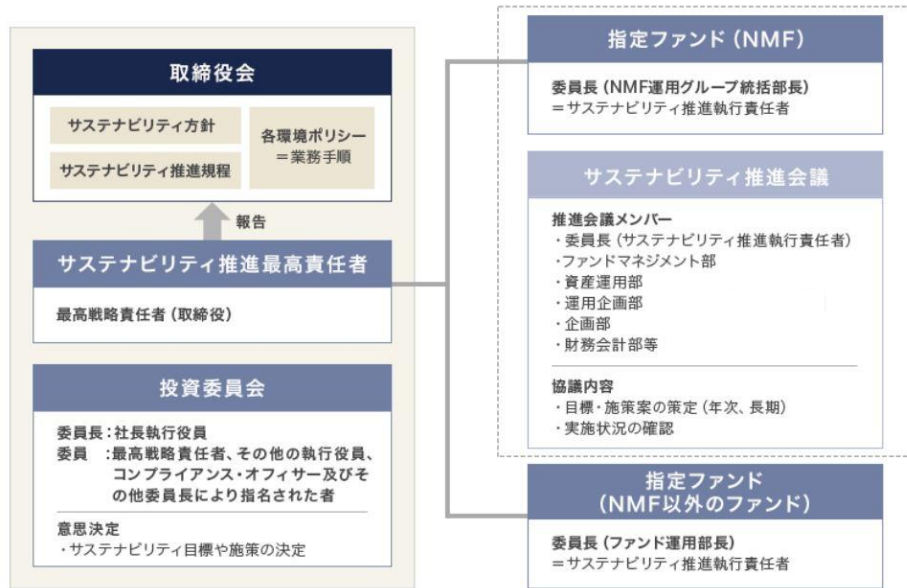 取締役会
サステナビリティ方針
サステナビリティ推進規程
各環境ポリシー
＝業務手順
報告
サステナビリティ推進最高責任者
最高戦略責任者（取締役）
投資委員会
委員長：社長執行役員
委員　：最高戦略責任者、その他の執行役員、
コンプライアンス・オフィサー及びそ
の他委員長により指名された者
意思決定
・サステナビリティ目標や施策の決定
指定ファンド（NMF）
委員長（NMF運用グループ統括部長）
＝サステナビリティ推進執行責任者
サステナビリティ推進会議
推進会議メンバー
・委員長（サステナビリティ推進執行責任者）
・ファンドマネジメント部
・資産運用部
・運用企画部
・企画部
・財務会計部等
協議内容
・目標・施策案の策定（年次、長期）
・実施状況の確認
指定ファンド
（NMF以外のファンド）
委員長（ファンド運用部長）
＝サステナビリティ推進執行責任者